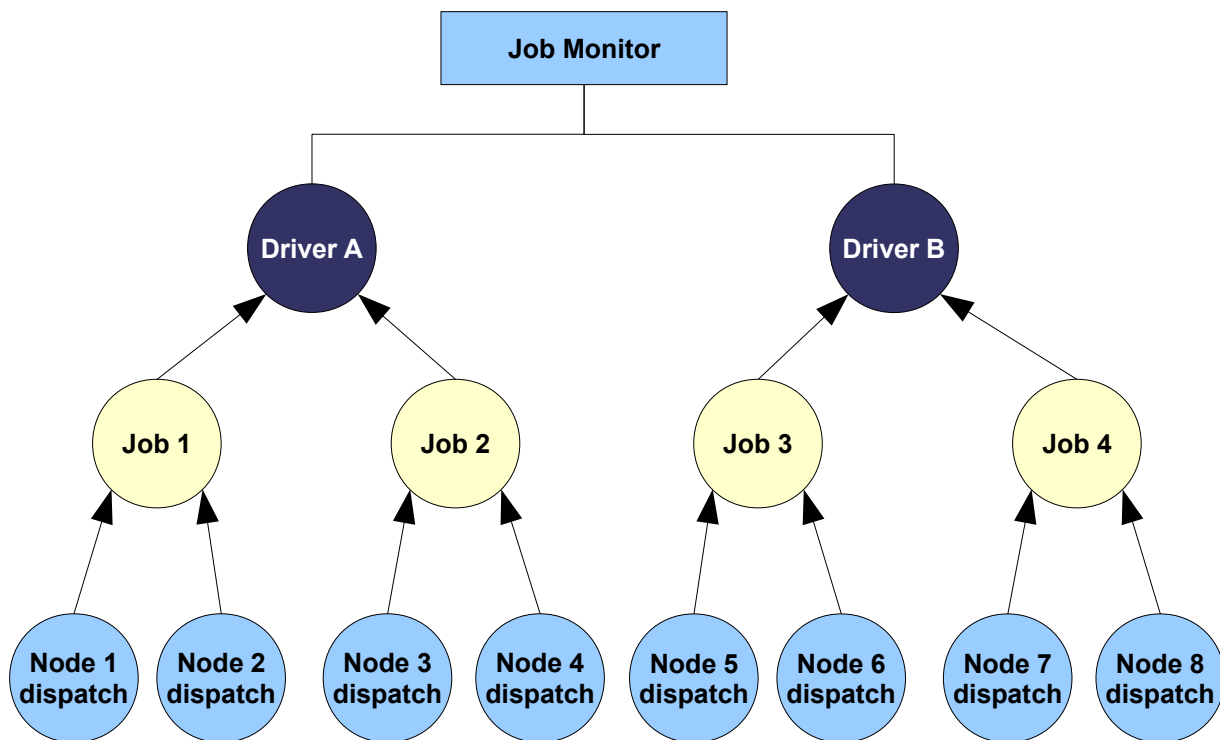 Job Monitor
Driver A
Driver B
Job 1
Job 2
Job 3
Job 4
Node 1
dispatch
Node 2
dispatch
Node 3
dispatch
Node 4
dispatch
Node 5
dispatch
Node 6
dispatch
Node 7
dispatch
Node 8
dispatch